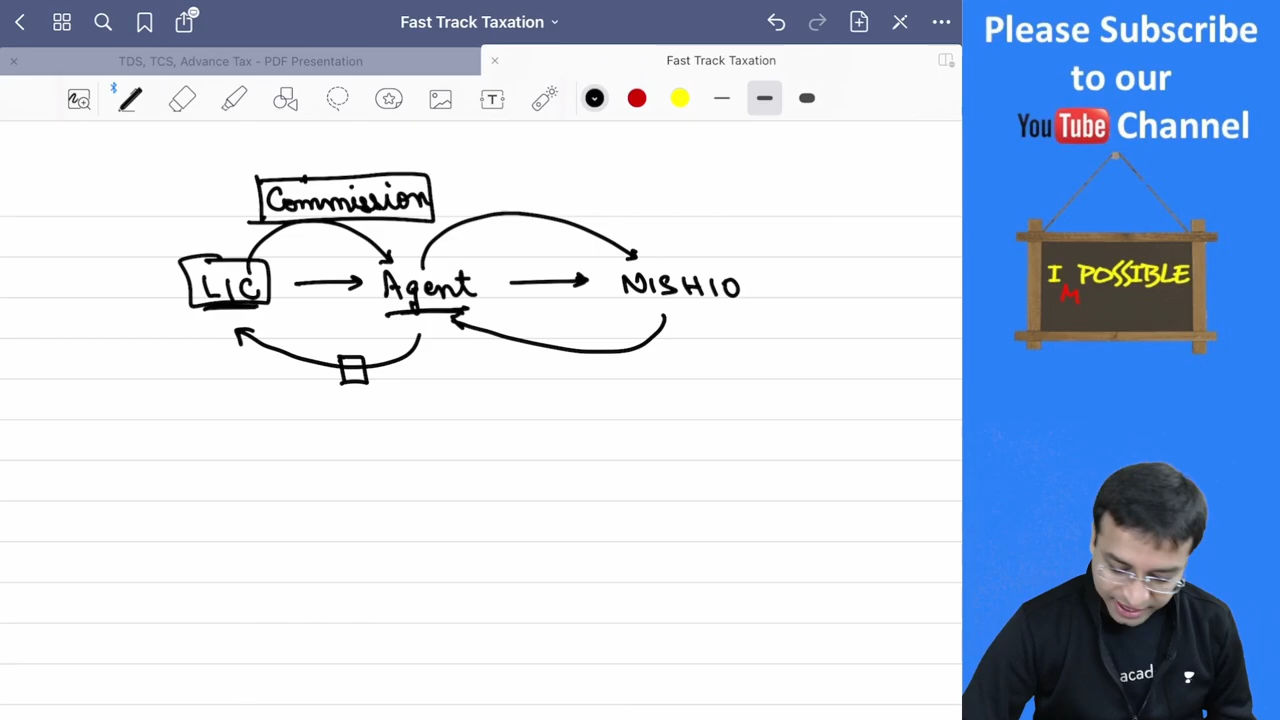 Fast Track Taxation
TDS, TCS, Advance Tax - PDF Presentation
Fast Track Taxation
Commission
LIC
Agent
NISHIO
Please Subscribe
to our
YouTube Channel
I POSSIBLE
M
acad